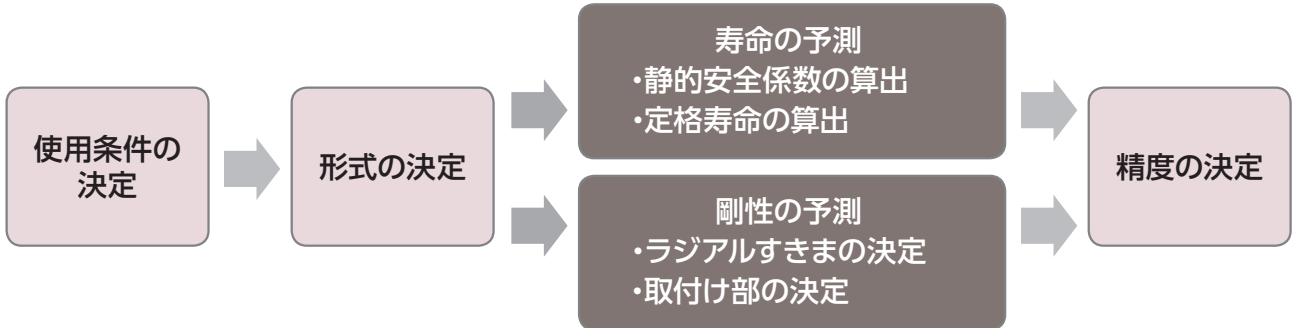 使用条件の
決定
形式の決定
寿命の予測
・静的安全係数の算出
・定格寿命の算出
剛性の予測
・ラジアルすきまの決定
・取付け部の決定
精度の決定